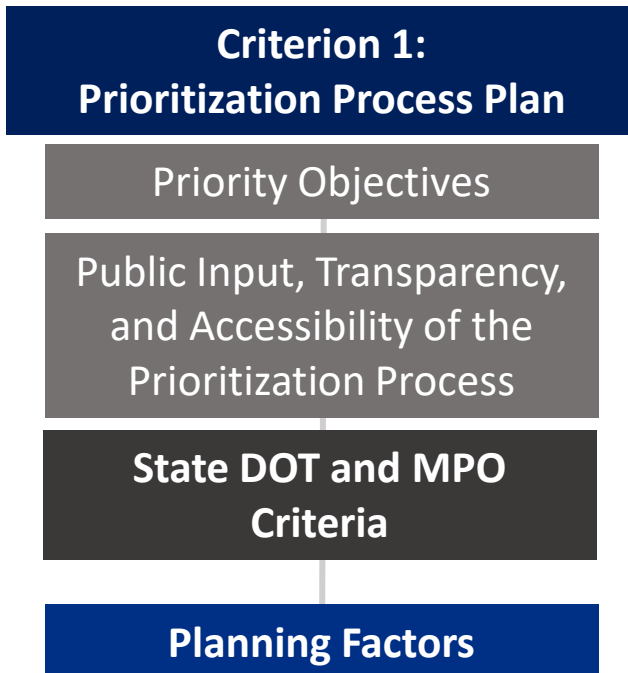 Criterion 1:
Prioritization Process Plan
Priority Objectives
Public Input, Transparency,
and Accessibility of the
Prioritization Process
State DOT and MPO
Criteria
Planning Factors